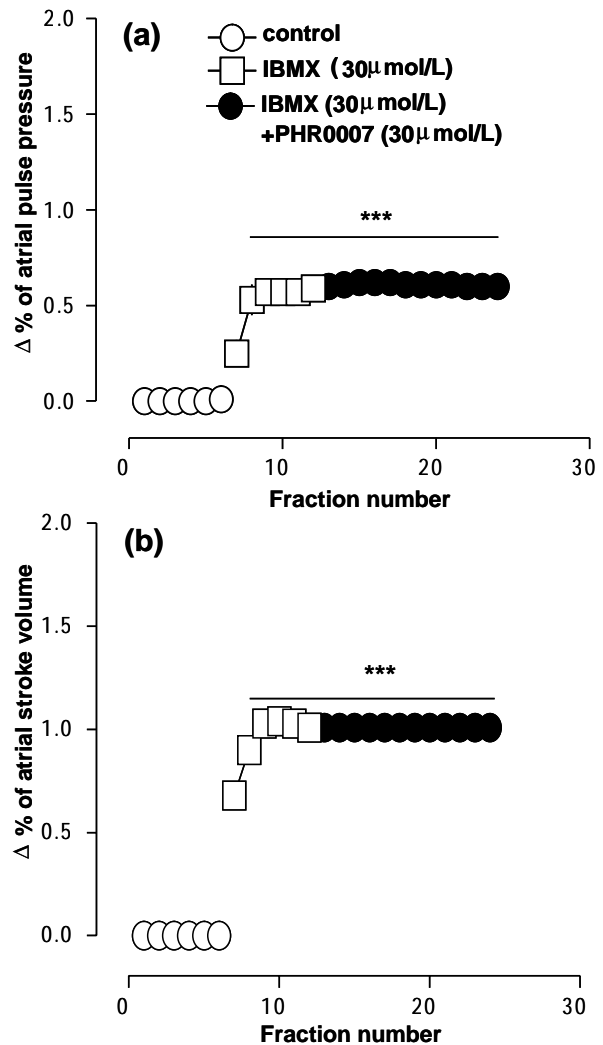 (a)
control
IBMX (30μmol/L)
IBMX (30μmol/L)
+PHR0007 (30μmol/L)
Δ % of atrial pulse pressure
2.0
1.5
1.0
0.5
0.0
***
0 10 20 30
Fraction number
(b)
Δ % of atrial stroke volume
2.0
1.5
1.0
0.5
0.0
***
0 10 20 30
Fraction number